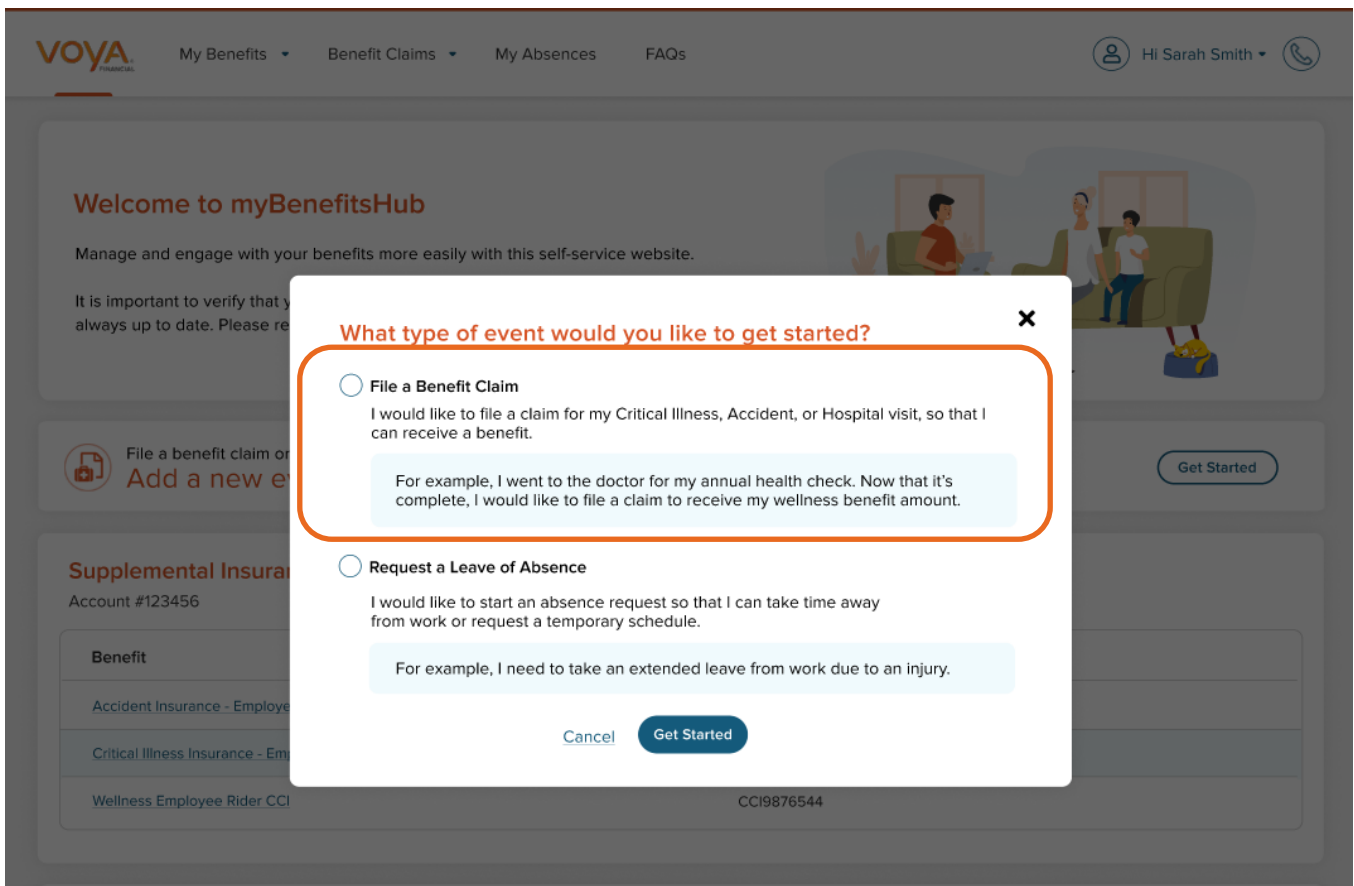 VOYA
FINANCIAL
My Benefits
Benefit Claims
My Absences
FAQs
Hi Sarah Smith
Welcome to myBenefitsHub
Manage and engage with your benefits more easily with this self-service website.
It is important to verify that y
always up to date. Please re
What type of event would you like to get started?
File a Benefit Claim
I would like to file a claim for my Critical Illness, Accident, or Hospital visit, so that I
can receive a benefit.
For example, I went to the doctor for my annual health check. Now that it's
complete, I would like to file a claim to receive my wellness benefit amount.
Request a Leave of Absence
I would like to start an absence request so that I can take time away
from work or request a temporary schedule.
For example, I need to take an extended leave from work due to an injury.
Cancel
Get Started
File a benefit claim or
Add a new e
Get Started
Supplemental Insura
Account #123456
Benefit
Accident Insurance - Employe
Critical Illness Insurance - Em
Wellness Employee Rider CCI
CCI9876544